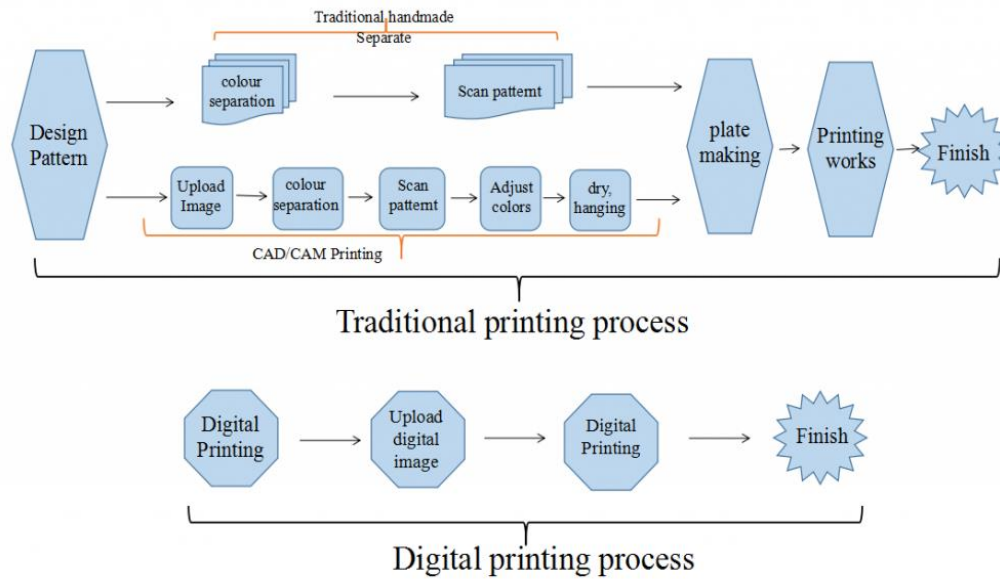 Traditional handmade
Separate
Design
Pattern
colour
separation
Scan patternt
Upload
Image
colour
separation
Scan
patternt
Adjust
colors
dry,
hanging
CAD/CAM Printing
plate
making
Printing
works
Finish
Traditional printing process
Digital
Printing
Upload
digital
image
Digital
Printing
Finish
Digital printing process